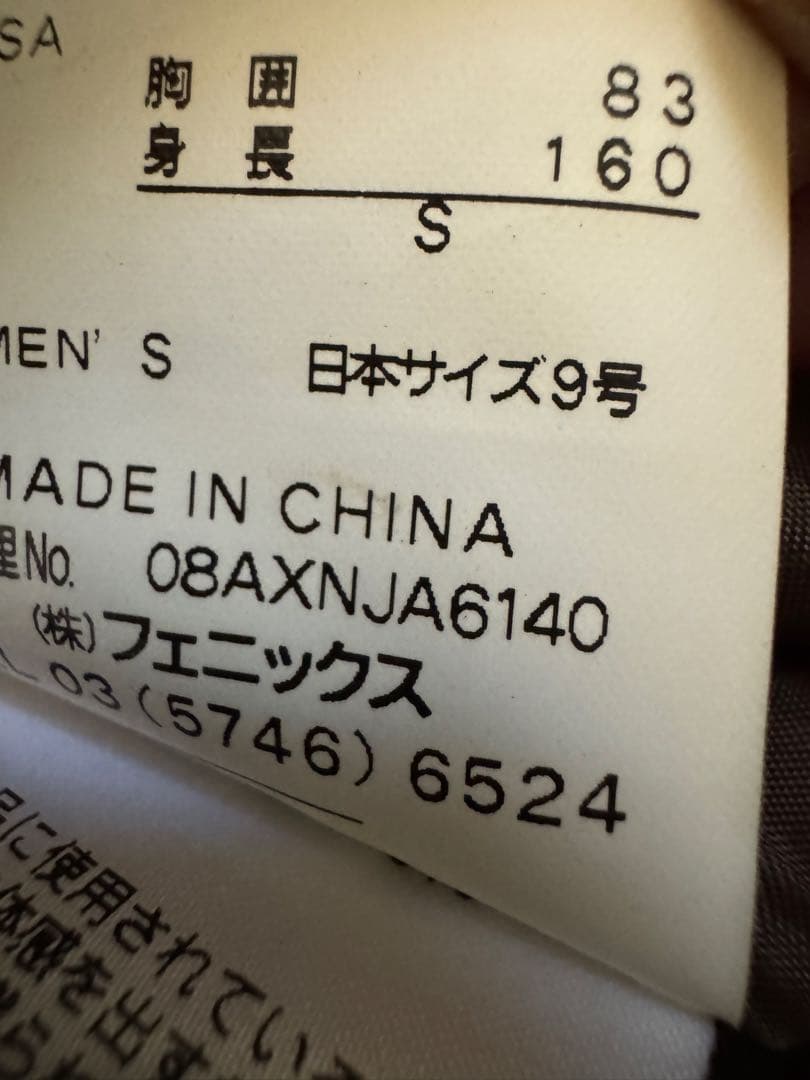 SA
胸囲 83
身長 160
S
MEN'S 日本サイズ9号
MADE IN CHINA
理No. 08AXNJA6140
(株)フェニックス
L 03(5746)6524
に使用されている
体感を出す